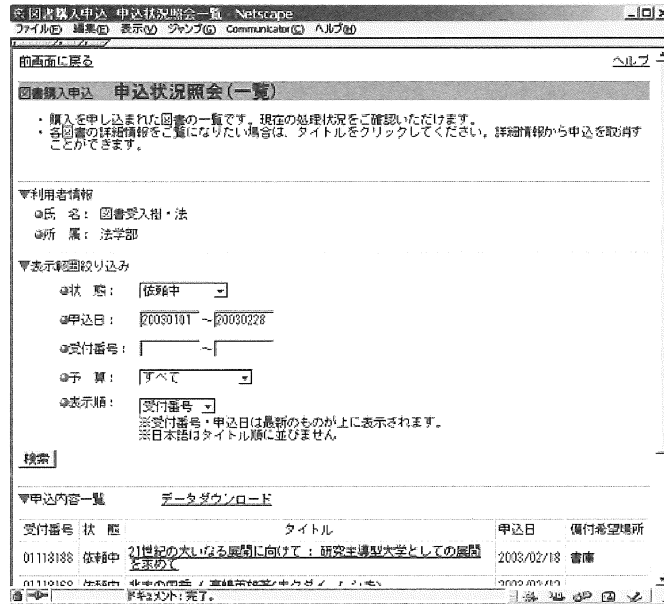 図書購入申込 申込状況照会一覧 - Netscape
ファイル(F) 編集(E) 表示(V) ジャンプ(G) Communicator(C) ヘルプ(H)
前画面に戻る ヘルプ
図書購入申込 申込状況照会(一覧)
・購入を申し込まれた図書の一覧です。現在の処理状況をご確認いただけます。
・各図書の詳細情報をご覧になりたい場合は、タイトルをクリックしてください。詳細情報から申込を取消す
ことができます。
▼利用者情報
氏 名: 図書受入掛・法
所 属: 法学部
▼表示範囲絞り込み
状 態: 依頼中
申込日: 20030101 ~ 20030228
受付番号: ~
予 算: すべて
表示順: 受付番号
※受付番号・申込日は最新のものが上に表示されます。
※日本語はタイトル順に並びません
検索
▼申込内容一覧 データダウンロード
受付番号 状 態 タイトル 申込日 備付希望場所
01118188 依頼中 21世紀の大いなる展開に向けて : 研究主導型大学としての展開 2003/02/18 書庫
を求めて
ドキュメント: 完了。